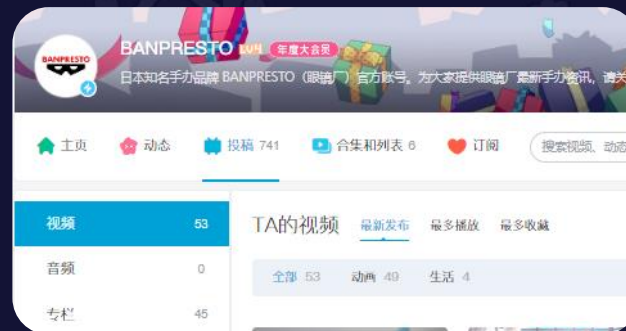 BANPRESTO LV4 年度大会员
BANPRESTO
日本知名手办品牌 BANPRESTO（眼镜厂）官方账号。为大家提供眼镜厂最新手办资讯，请关
主页 动态 投稿 741 合集和列表 6 订阅 搜索视频、动态
视频 53
TA的视频 最新发布 最多播放 最多收藏
音频 0
全部 53 动画 49 生活 4
专栏 45